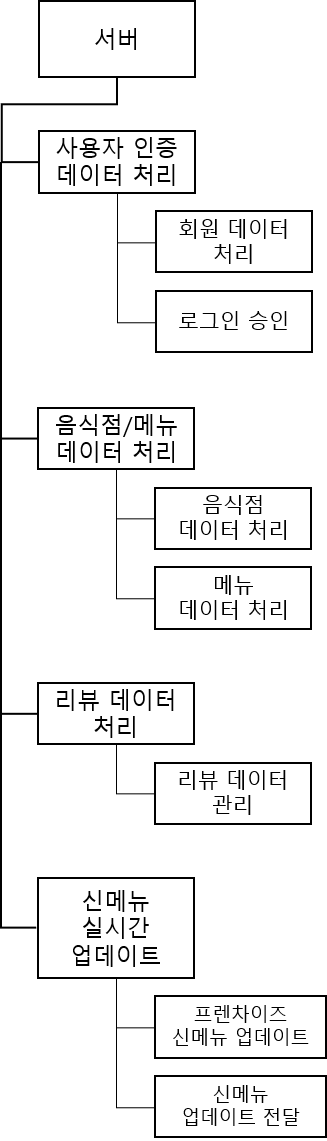 서버
사용자 인증
데이터 처리
회원 데이터
처리
로그인 승인
음식점/메뉴
데이터 처리
음식점
데이터 처리
메뉴
데이터 처리
리뷰 데이터
처리
리뷰 데이터
관리
신메뉴
실시간
업데이트
프렌차이즈
신메뉴 업데이트
신메뉴
업데이트 전달